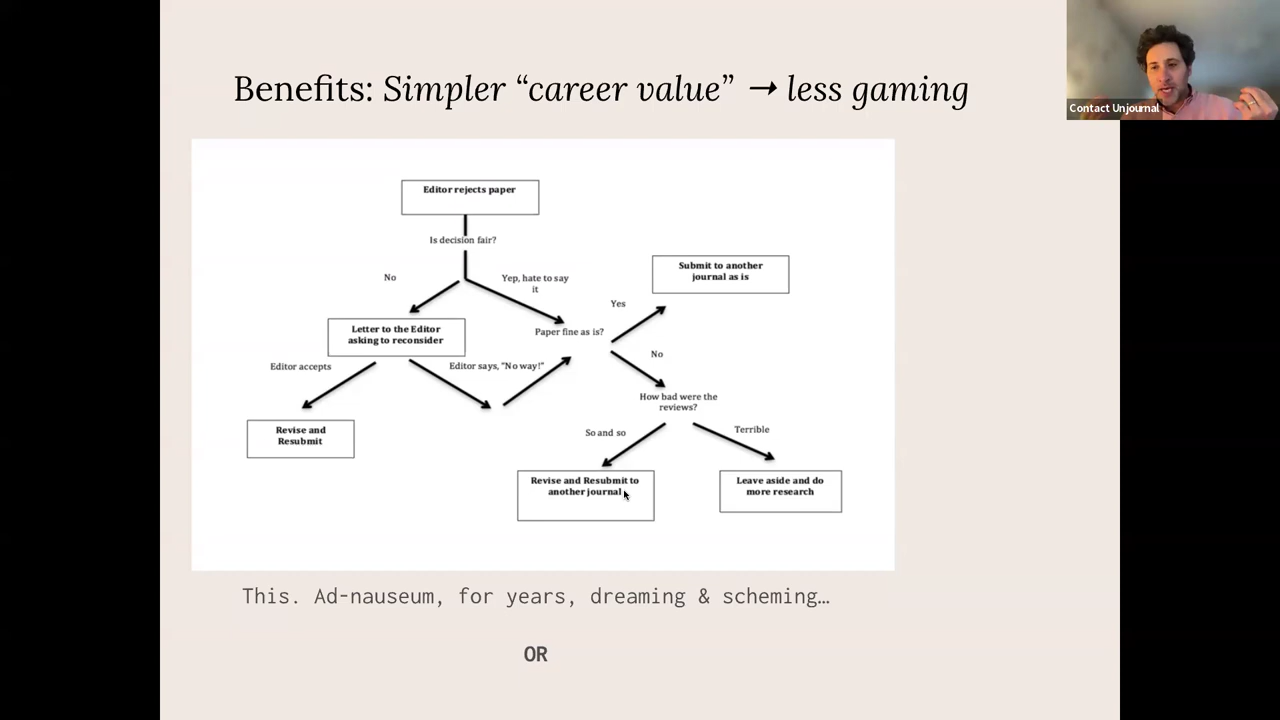 Benefits: Simpler “career value” → less gaming
Contact Unjournal
Editor rejects paper
Is decision fair?
No
Yep, hate to say
it
Submit to another
journal as is
Yes
Paper fine as is?
No
Letter to the Editor
asking to reconsider
Editor accepts
Editor says, "No way!"
How bad were the
reviews?
Revise and
Resubmit
So and so
Terrible
Revise and Resubmit to
another journal
Leave aside and do
more research
This. Ad-nauseum, for years, dreaming & scheming…
OR